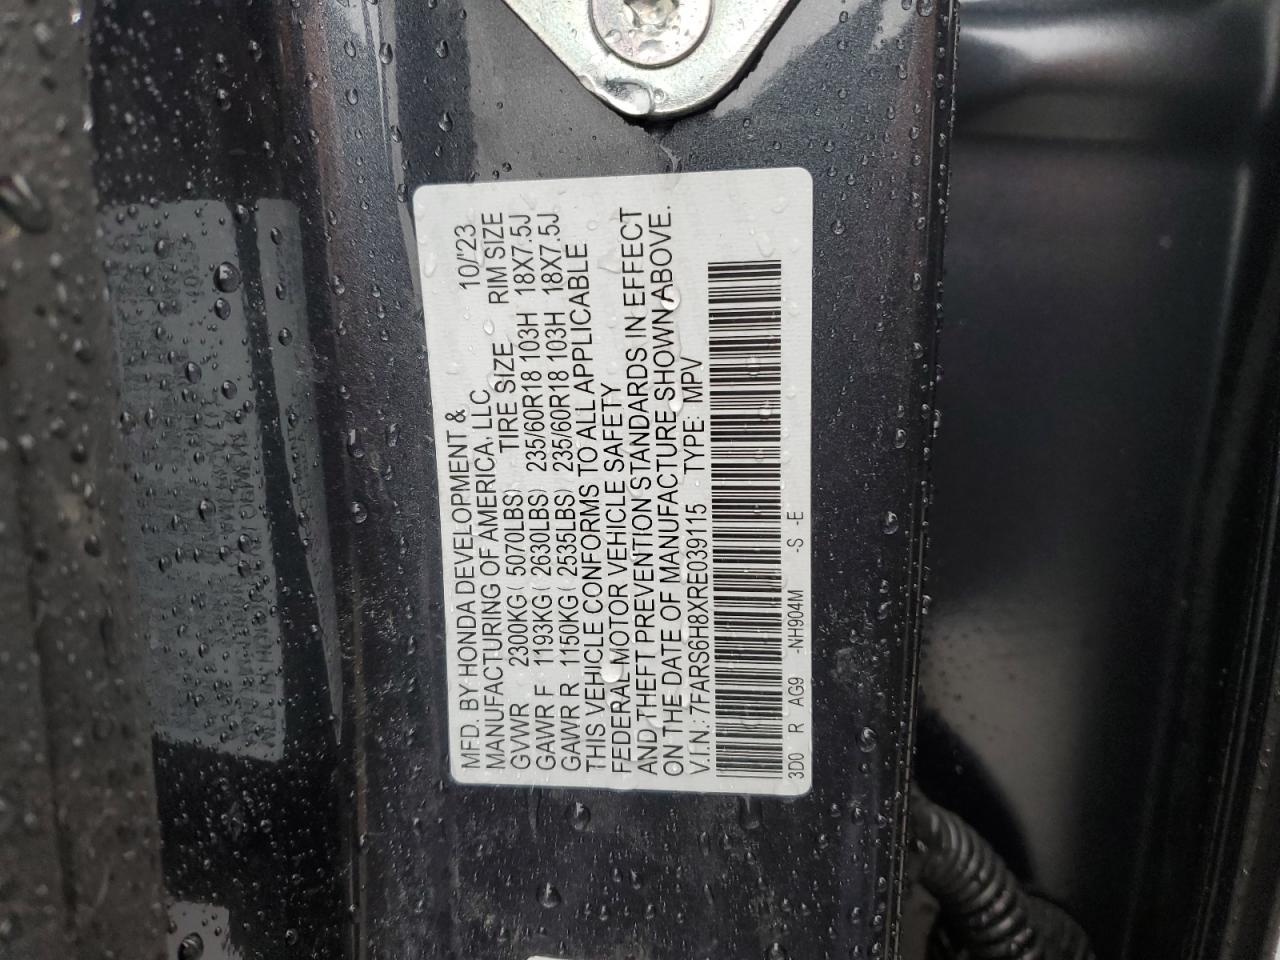 MFD. BY HONDA DEVELOPMENT & 10/'23
MANUFACTURING OF AMERICA, LLC TIRE SIZE RIM SIZE
GVWR 2300KG ( 5070LBS)
GAWR F 1193KG ( 2630LBS) 235/60R18 103H 18X7.5J
GAWR R 1150KG ( 2535LBS) 235/60R18 103H 18X7.5J
THIS VEHICLE CONFORMS TO ALL APPLICABLE
FEDERAL MOTOR VEHICLE SAFETY
AND THEFT PREVENTION STANDARDS IN EFFECT
ON THE DATE OF MANUFACTURE SHOWN ABOVE.
V.I.N.: 7FARS6H8XRE039115 TYPE: MPV
3D0 R AG9 -NH904M -S -E